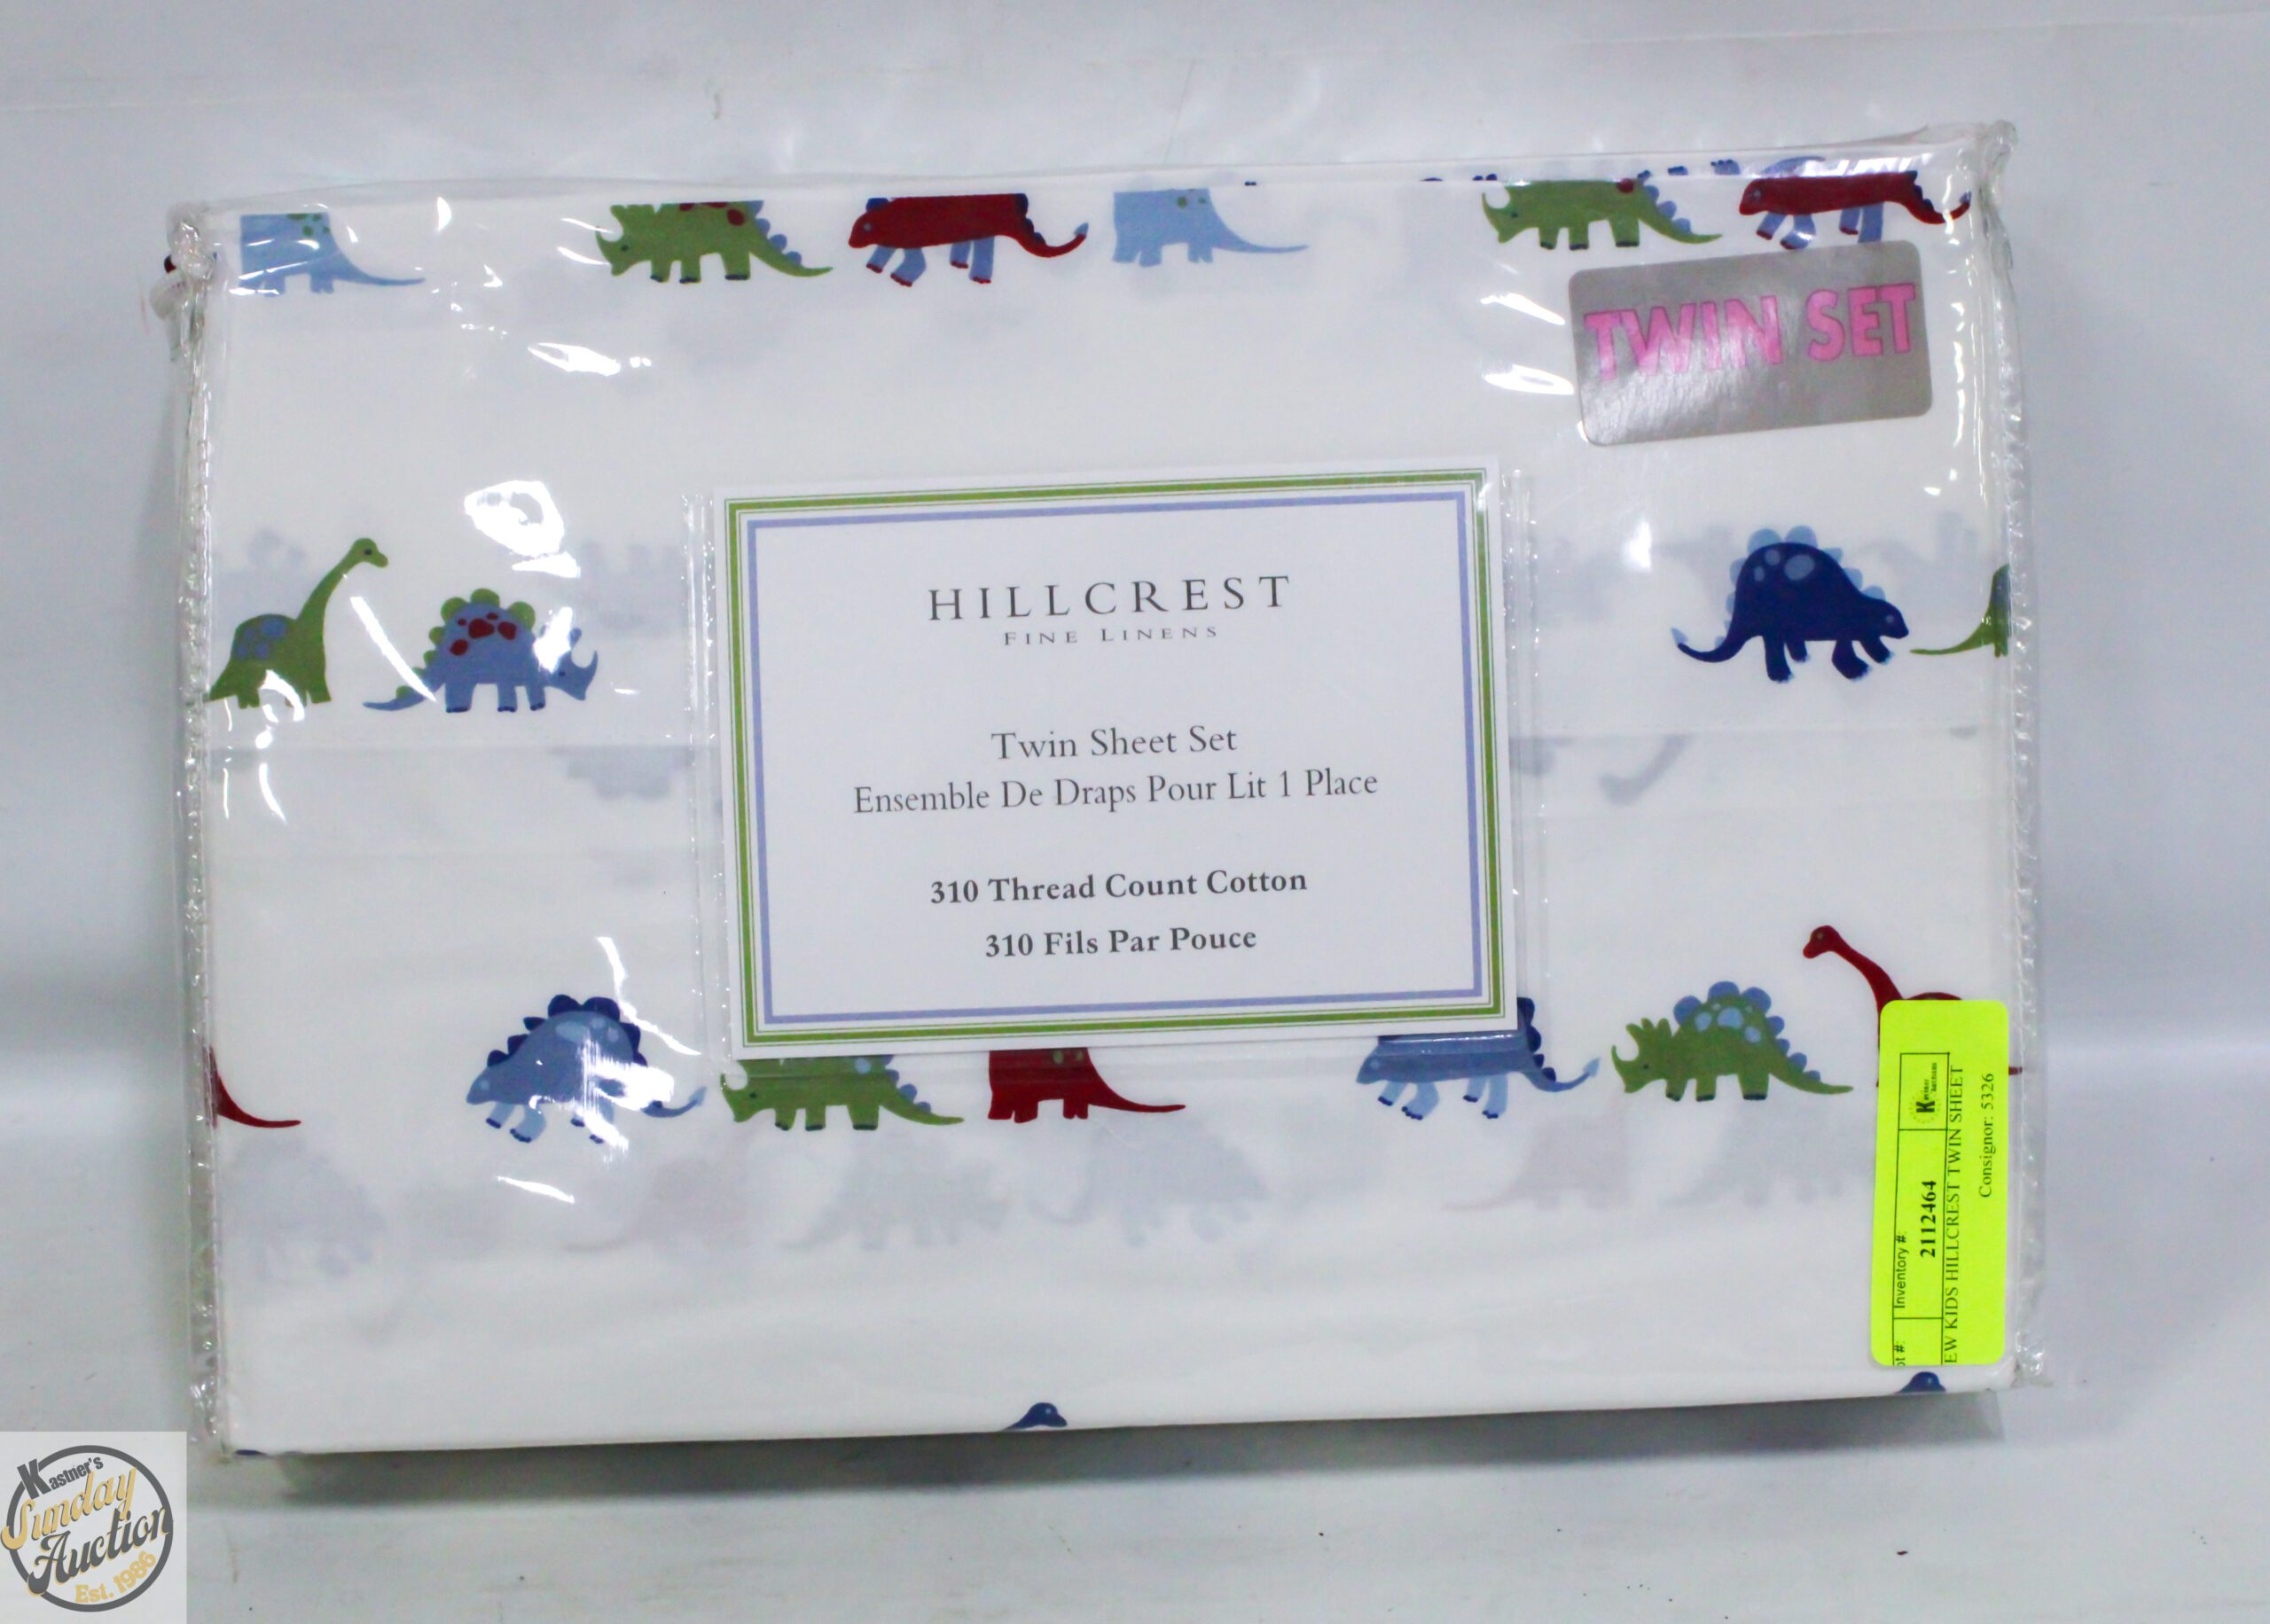 TWIN SET
HILLCREST
FINE LINENS
Twin Sheet Set
Ensemble De Draps Pour Lit 1 Place
310 Thread Count Cotton
310 Fils Par Pouce
ot #:
Inventory #:
2112464
EW KIDS HILLCREST TWIN SHEET
Consignor: 5326
Kastner's
Sunday
Auction
Est. 1986